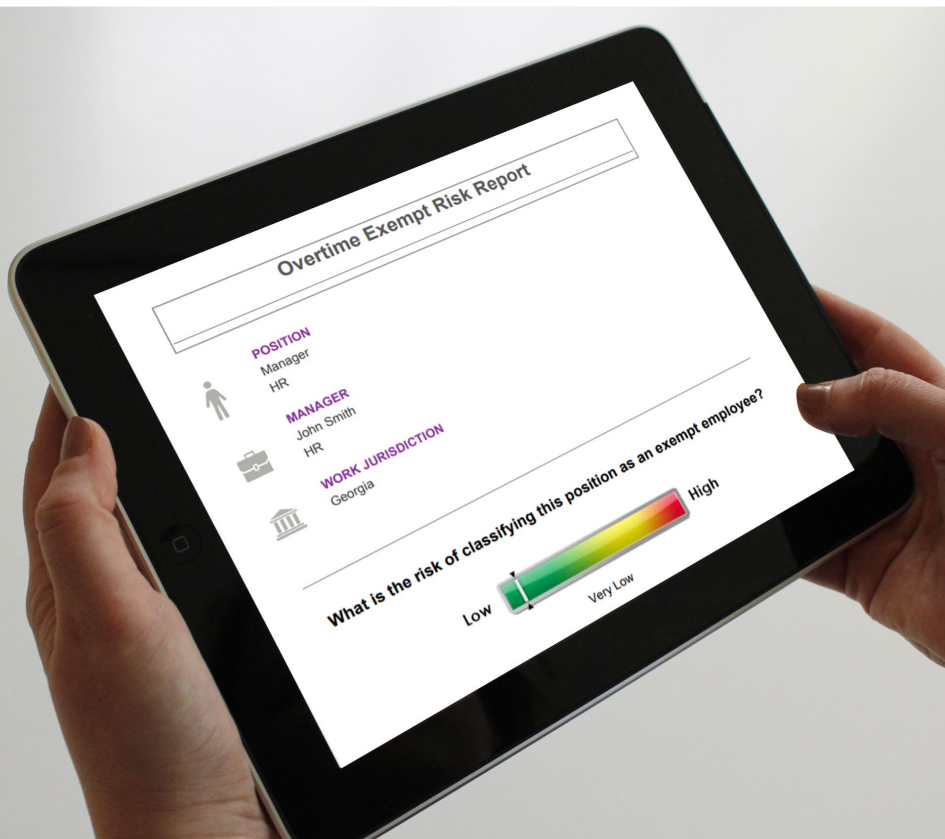 Overtime Exempt Risk Report
POSITION
Manager
HR
MANAGER
John Smith
HR
WORK JURISDICTION
Georgia
What is the risk of classifying this position as an exempt employee?
Low
High
Very Low